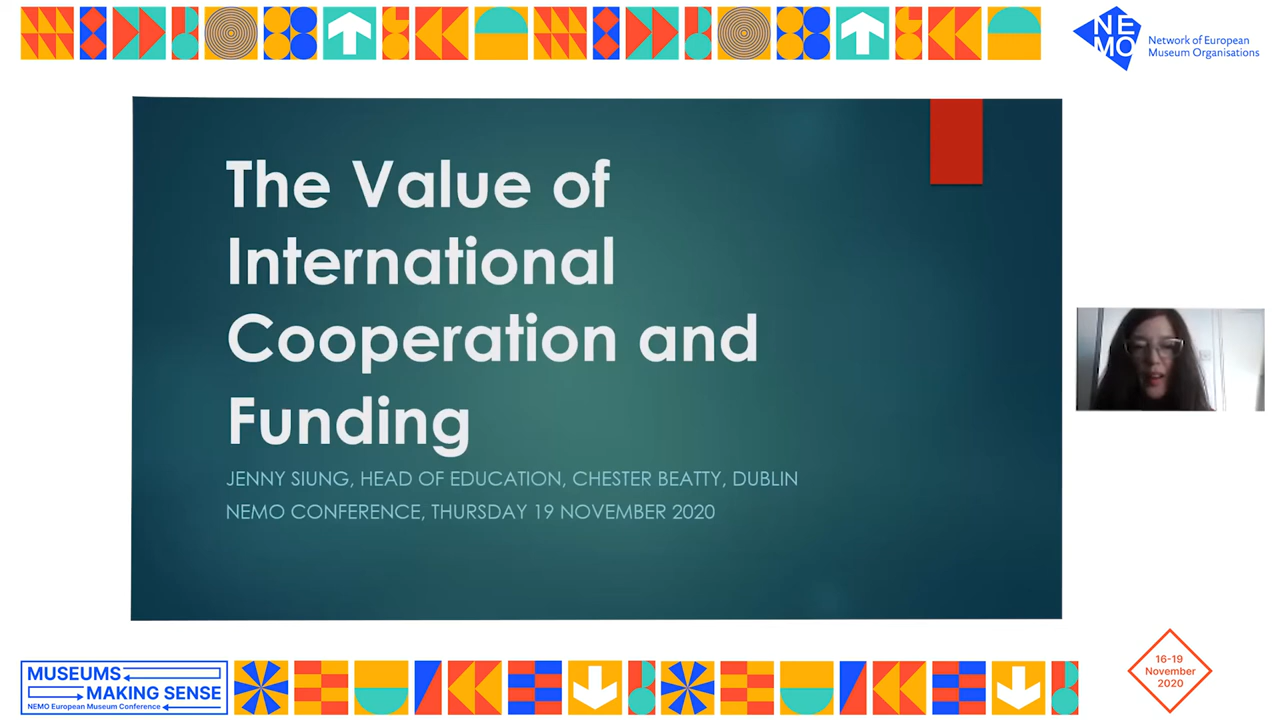 NE
MO
Network of European
Museum Organisations
The Value of
International
Cooperation and
Funding
JENNY SIUNG, HEAD OF EDUCATION, CHESTER BEATTY, DUBLIN
NEMO CONFERENCE, THURSDAY 19 NOVEMBER 2020
MUSEUMS
MAKING SENSE
NEMO European Museum Conference
16-19
November
2020